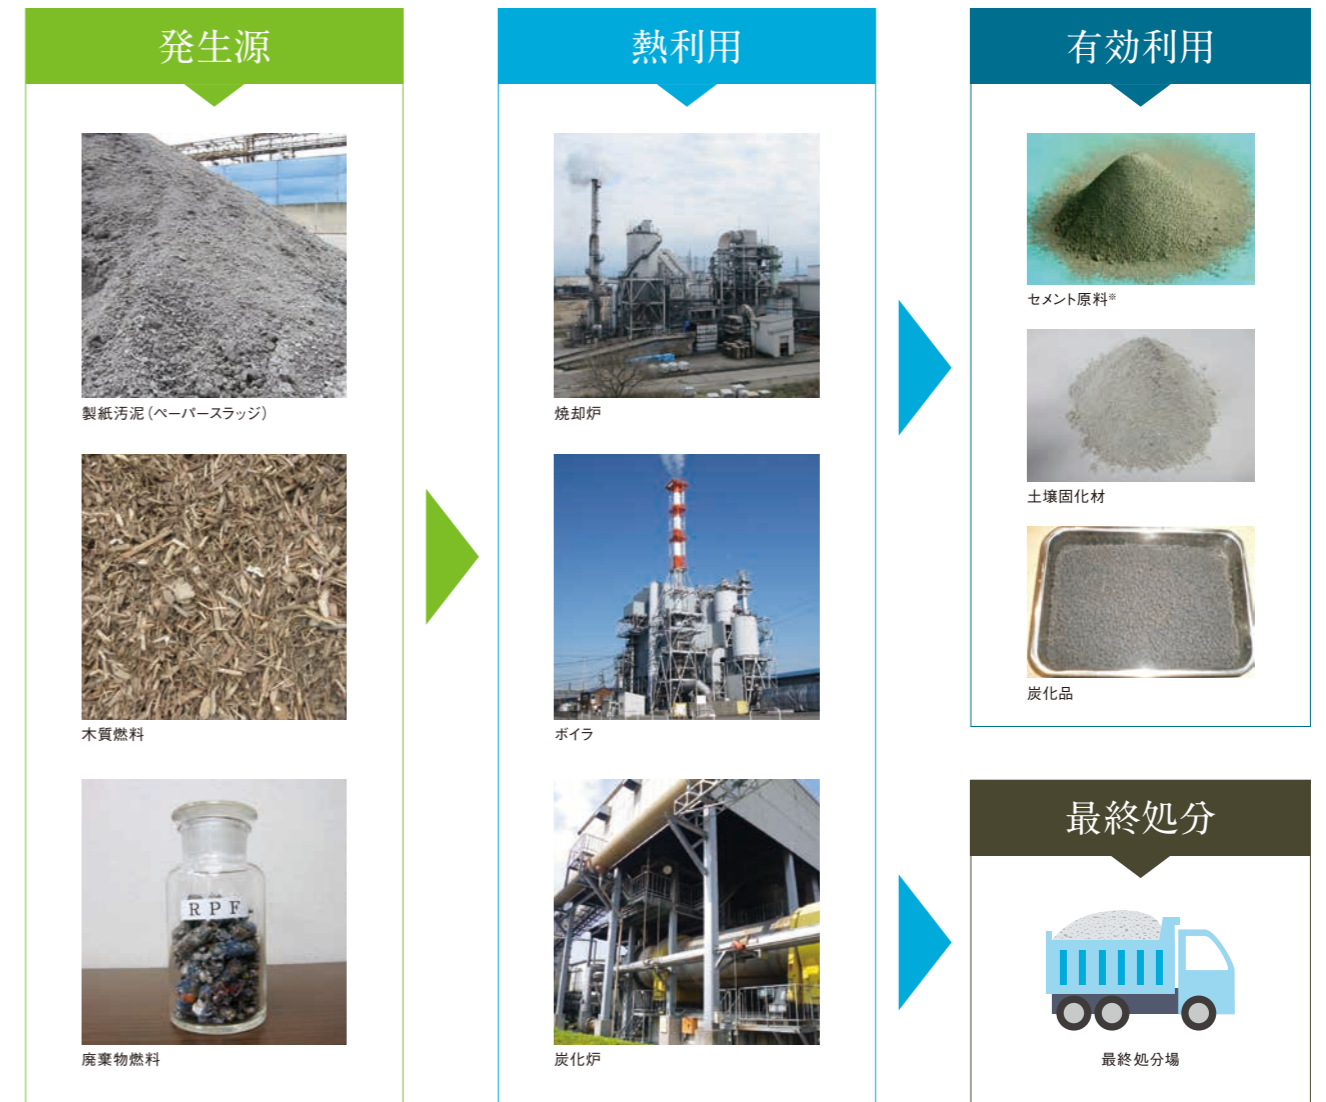 発生源
製紙汚泥（ペーパースラッジ）
木質燃料
RPF
廃棄物燃料
熱利用
焼却炉
ボイラ
炭化炉
有効利用
セメント原料※
土壌固化材
炭化品
最終処分
最終処分場